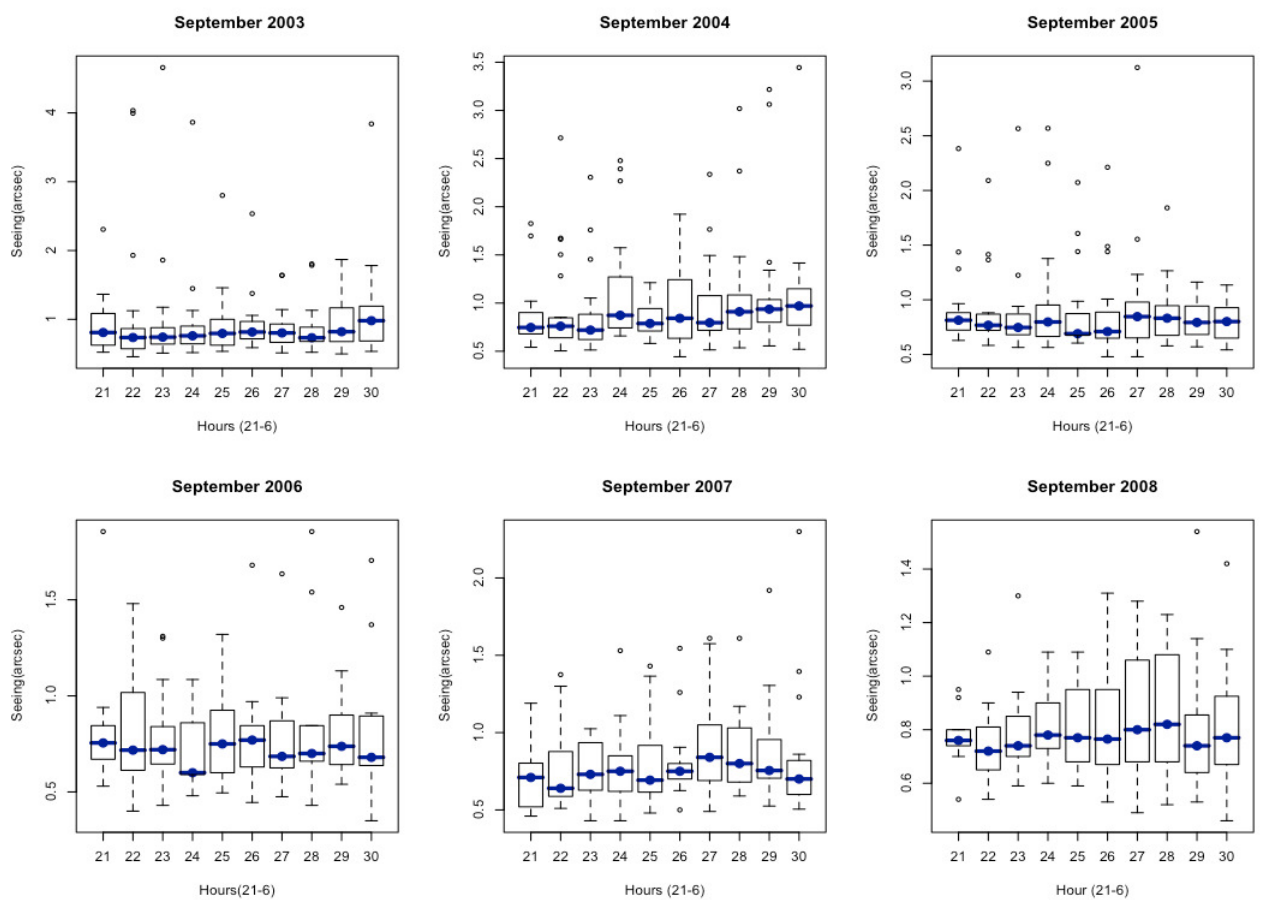 September 2003
September 2004
September 2005
Seeing(arcsec)
4
3
2
1
21 22 23 24 25 26 27 28 29 30
Hours (21-6)
Seeing(arcsec)
3.5
3.0
2.5
2.0
1.5
1.0
0.5
21 22 23 24 25 26 27 28 29 30
Hours (21-6)
Seeing(arcsec)
3.0
2.5
2.0
1.5
1.0
0.5
21 22 23 24 25 26 27 28 29 30
Hours (21-6)
September 2006
September 2007
September 2008
Seeing(arcsec)
1.5
1.0
0.5
21 22 23 24 25 26 27 28 29 30
Hours(21-6)
Seeing(arcsec)
2.0
1.5
1.0
0.5
21 22 23 24 25 26 27 28 29 30
Hours (21-6)
Seeing(arcsec)
1.4
1.2
1.0
0.8
0.6
21 22 23 24 25 26 27 28 29 30
Hour (21-6)